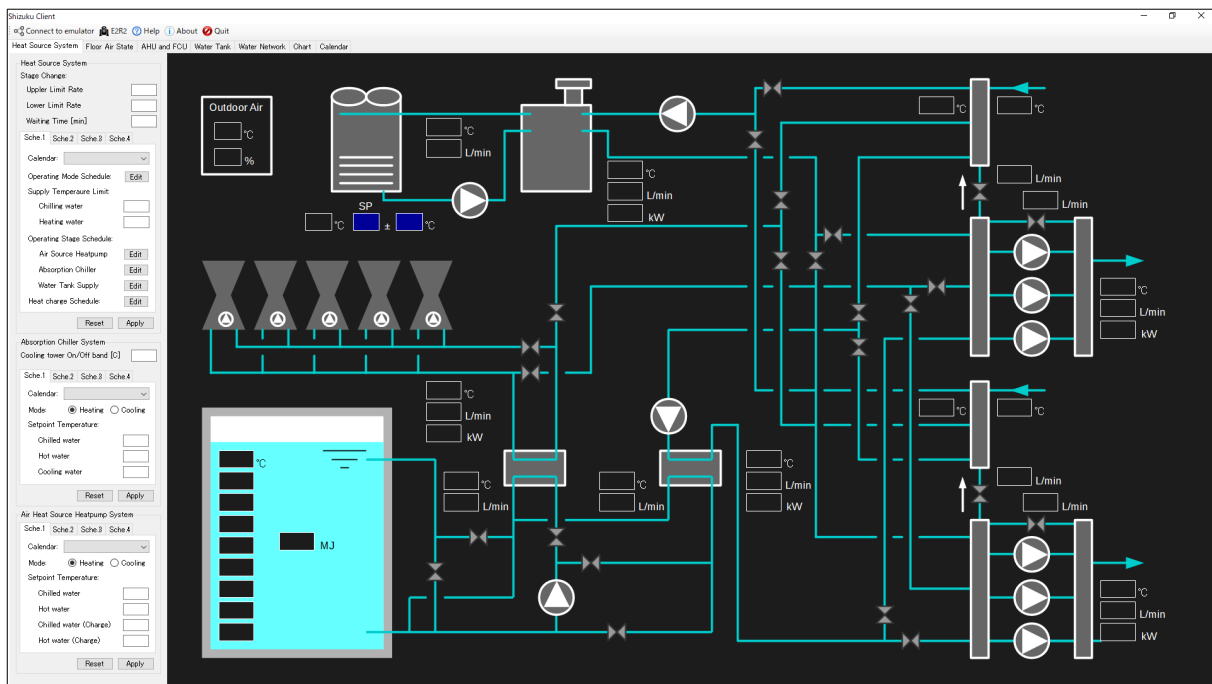 Shizuku Client
Connect to emulator E2R2 Help About Quit
Heat Source System Floor Air State AHU and FCU Water Tank Water Network Chart Calendar
Heat Source System
Stage Change:
Uppler Limit Rate
Lower Limit Rate
Waiting Time [min]
Sche.1 Sche.2 Sche.3 Sche.4
Calendar:
Operating Mode Schedule: Edit
Supply Temperaure Limit:
Chilling water
Heating water
Operating Stage Schedule:
Air Source Heatpump Edit
Absorption Chiller Edit
Water Tank Supply Edit
Heat charge Schedule: Edit
Reset Apply
Absorption Chiller System
Cooling tower On/Off band [C]
Sche.1 Sche.2 Sche.3 Sche.4
Calendar:
Mode: Heating Cooling
Setpoint Temperature:
Chilled water
Hot water
Cooling water
Reset Apply
Air Heat Source Heatpump System
Sche.1 Sche.2 Sche.3 Sche.4
Calendar:
Mode: Heating Cooling
Setpoint Temperature:
Chilled water
Hot water
Chilled water (Charge)
Hot water (Charge)
Reset Apply
Outdoor Air
℃
%
℃
L/min
℃
L/min
kW
SP
℃ ± ℃
℃ ℃
L/min
L/min
℃
L/min
kW
℃
L/min
kW
℃ ℃
℃
L/min
℃
L/min
℃
L/min
kW
L/min
L/min
℃
MJ
℃
L/min
kW